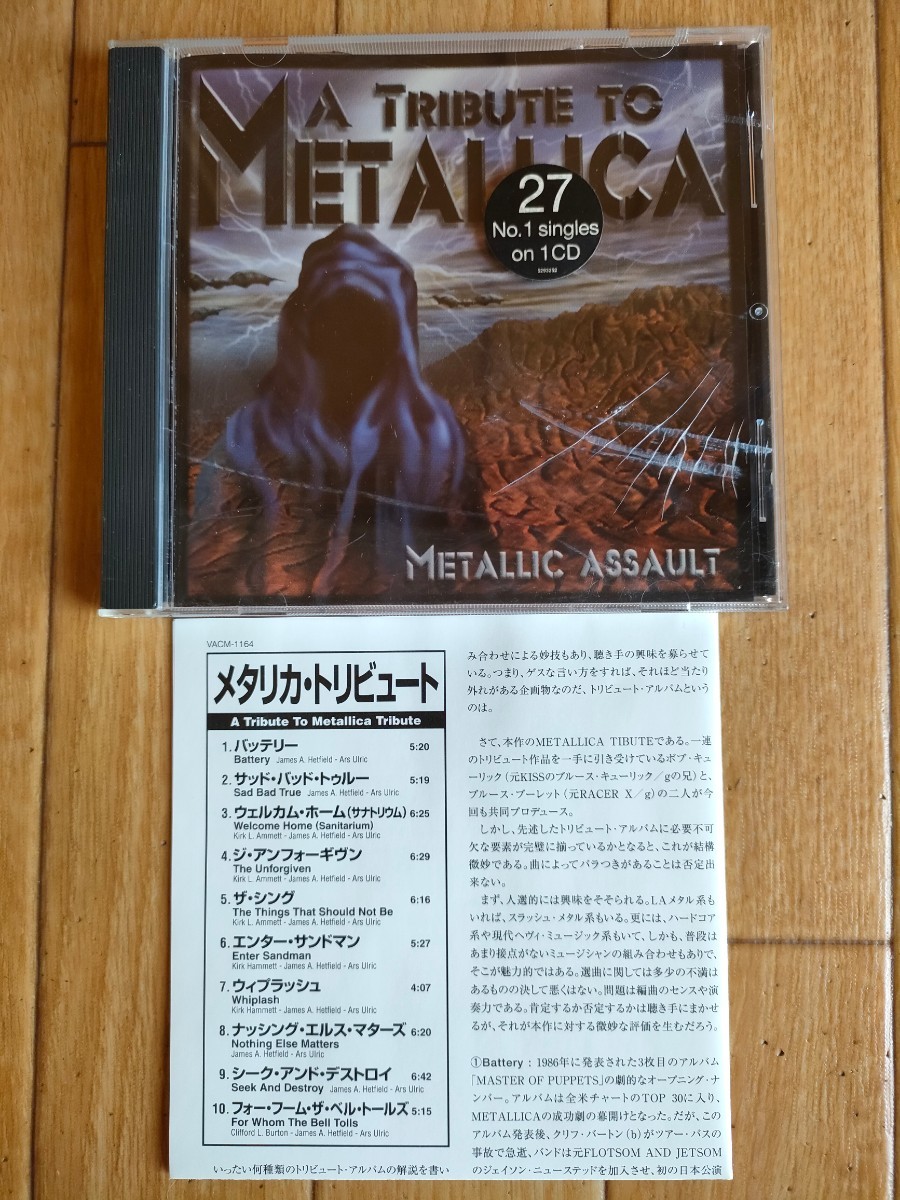 A TRIBUTE TO
METALLICA
27
No.1 singles
on 1CD
METALLIC ASSAULT
VACM-1164
メタリカ・トリビュート
A Tribute To Metallica Tribute
1. バッテリー 5:20
Battery James A. Hetfield - Ars Ulric
2. サッド・バッド・トゥルー 5:19
Sad Bad True James A. Hetfield - Ars Ulric
3. ウェルカム・ホーム(サナトリウム) 6:25
Welcome Home (Sanitarium)
Kirk L. Ammett - James A. Hetfield - Ars Ulric
4. ジ・アンフォーギヴン 6:29
The Unforgiven
Kirk L. Ammett - James A. Hetfield - Ars Ulric
5. ザ・シング 6:16
The Things That Should Not Be
Kirk L. Ammett - James A. Hetfield - Ars Ulric
6. エンター・サンドマン 5:27
Enter Sandman
Kirk Hammett - James A. Hetfield - Ars Ulric
7. ウィプラッシュ 4:07
Whiplash
Kirk Hammett - James A. Hetfield - Ars Ulric
8. ナッシング・エルス・マターズ 6:20
Nothing Else Matters
James A. Hetfield - Ars Ulric
9. シーク・アンド・デストロイ 6:42
Seek And Destroy James A. Hetfield - Ars Ulric
10. フォー・フーム・ザ・ベル・トールズ 5:15
For Whom The Bell Tolls
Clifford L. Burton - James A. Hetfield - Ars Ulric
いったい何種類のトリビュート・アルバムの解説を書い
み合わせによる妙技もあり、聴き手の興味を募らせて
いる。つまり、ゲスな言い方をすれば、それほど当たり
外れがある企画物なのだ、トリビュート・アルバムという
のは。
さて、本作のMETALLICA TIBUTEである。一連
のトリビュート作品を一手に引き受けているボブ・キュ
ーリック(元KISSのブルース・キューリック/gの兄)と、
ブルース・ブーレット(元RACER X/g)の二人が今
回も共同プロデュース。
しかし、先述したトリビュート・アルバムに必要不可
欠な要素が完璧に揃っているかとなると、これが結構
微妙である。曲によってバラつきがあることは否定出
来ない。
まず、人選的には興味をそそられる。LAメタル系も
いれば、スラッシュ・メタル系もいる。更には、ハードコア
系や現代ヘヴィ・ミュージック系もいて、しかも、普段は
あまり接点がないミュージシャンの組み合わせもありで、
そこが魅力的ではある。選曲に関しては多少の不満は
あるものの決して悪くはない。問題は編曲のセンスや演
奏力である。肯定するか否定するかは聴き手にまかせ
るが、それが本作に対する微妙な評価を生むだろう。
①Battery : 1986年に発表された3枚目のアルバム
「MASTER OF PUPPETS」の劇的なオープニング・ナ
ンバー。アルバムは全米チャートのTOP 30に入り、
METALLICAの成功劇の幕開けとなった。だが、この
アルバム発表後、クリフ・バートン(b)がツアー・バスの
事故で急逝、バンドは元FLOTSOM AND JETSOM
のジェイソン・ニューステッドを加入させ、初の日本公演